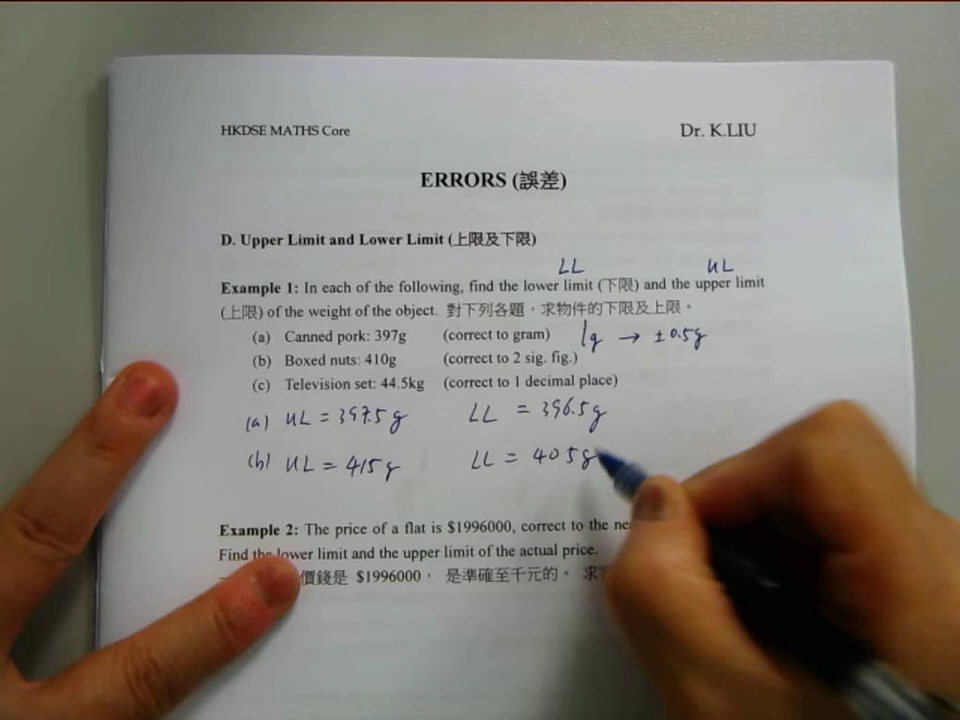 HKDSE MATHS Core Dr. K.LIU
ERRORS (誤差)
D. Upper Limit and Lower Limit (上限及下限)
LL UL
Example 1: In each of the following, find the lower limit (下限) and the upper limit
(上限) of the weight of the object. 對下列各題，求物件的下限及上限。
(a) Canned pork: 397g (correct to gram) 1g → ±0.5g
(b) Boxed nuts: 410g (correct to 2 sig. fig.)
(c) Television set: 44.5kg (correct to 1 decimal place)
(a) UL = 397.5g LL = 396.5g
(b) UL = 415g LL = 405g
Example 2: The price of a flat is $1996000, correct to the
Find the lower limit and the upper limit of the actual price.
價錢是 $1996000， 是準確至千元的。 求